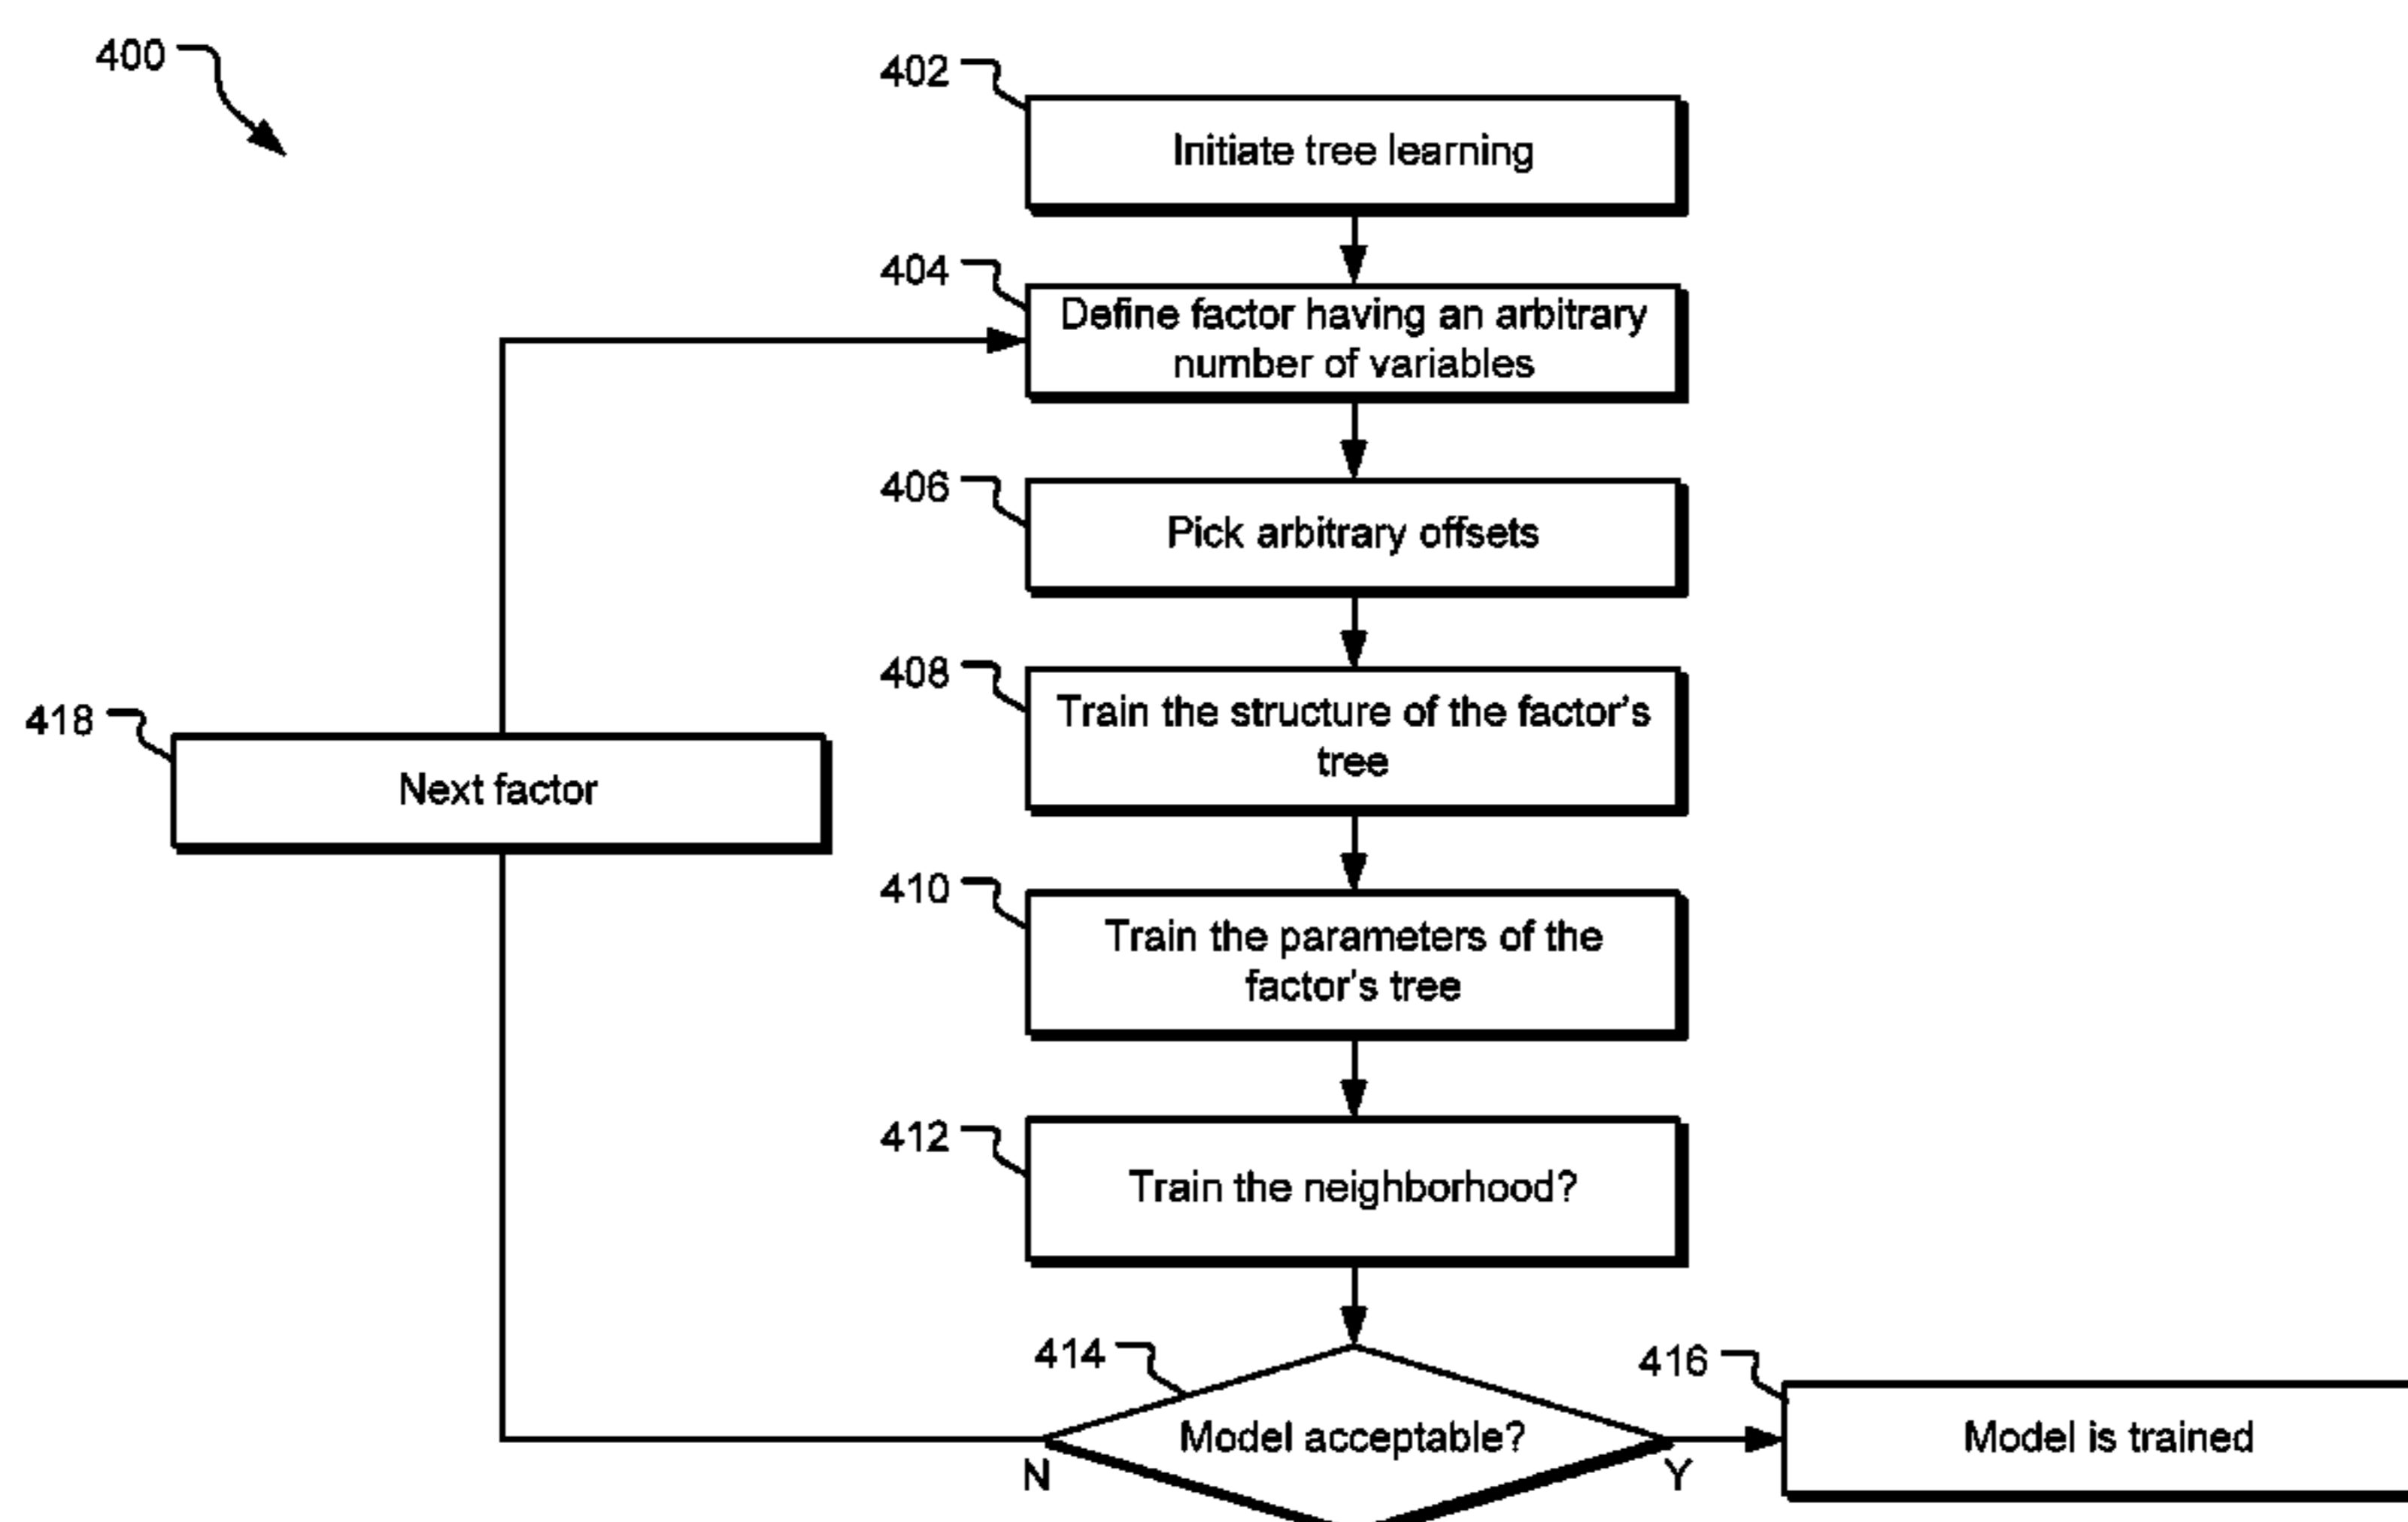 400
402
Initiate tree learning
404
Define factor having an arbitrary
number of variables
406
Pick arbitrary offsets
408
Train the structure of the factor's
tree
418
Next factor
410
Train the parameters of the
factor's tree
412
Train the neighborhood?
414
Model acceptable?
N
Y
416
Model is trained